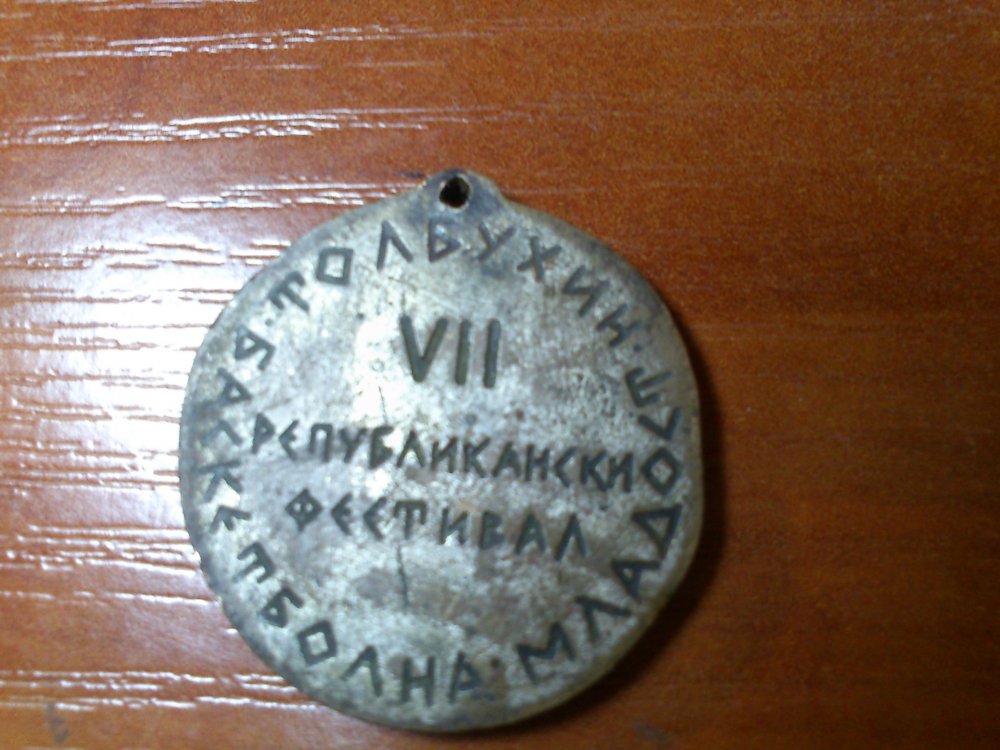 ТОЛБУХИН
VII
РЕПУБЛИКАНСКИ
ФЕСТИВАЛ
БАСКЕТБОЛНА · МЛАДОСТ